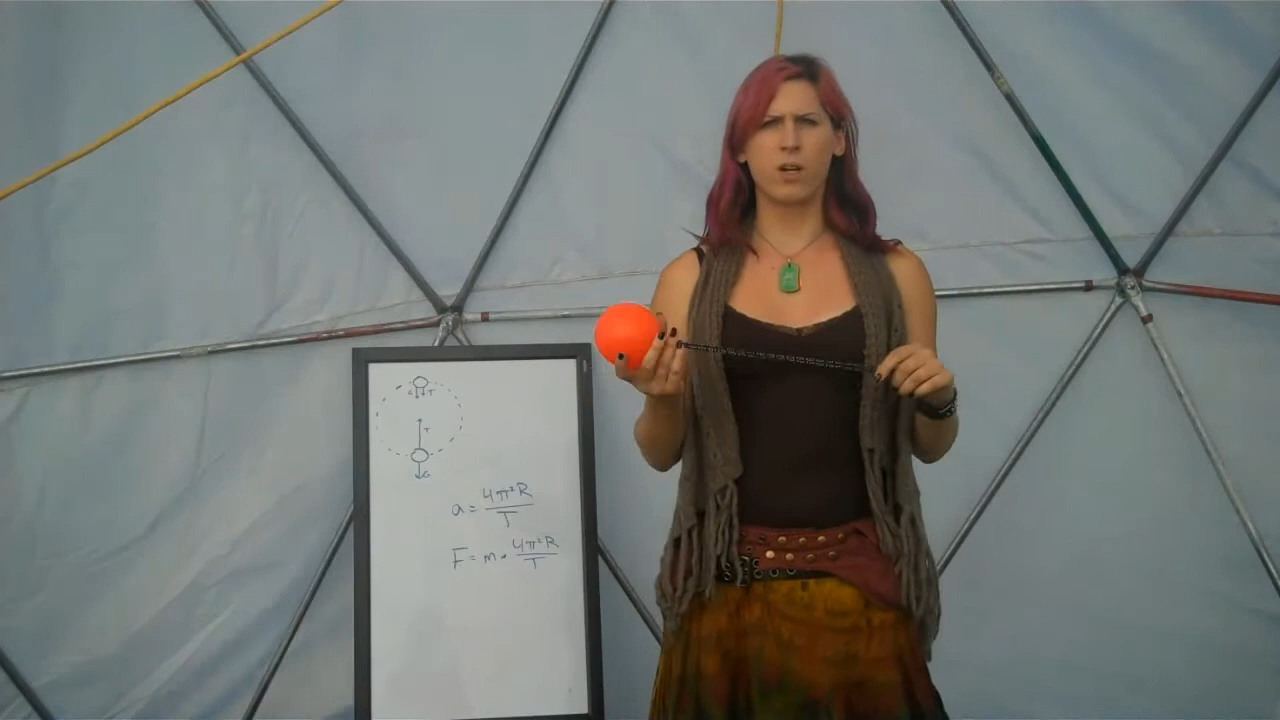 G T
T
G
a = 4π²R / T
F = m • 4π²R / T